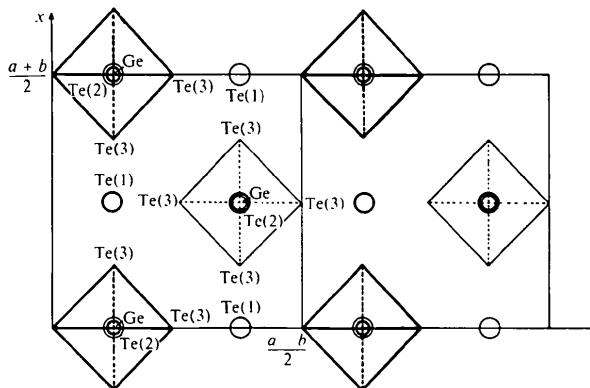 x
a + b
2
Ge
Te(2) Te(3) Te(1)
Te(3) Te(3)
Te(1)
Te(3) Ge Te(3)
Te(2)
Te(3) Te(3)
Ge Te(3) Te(1)
Te(2) a b
2